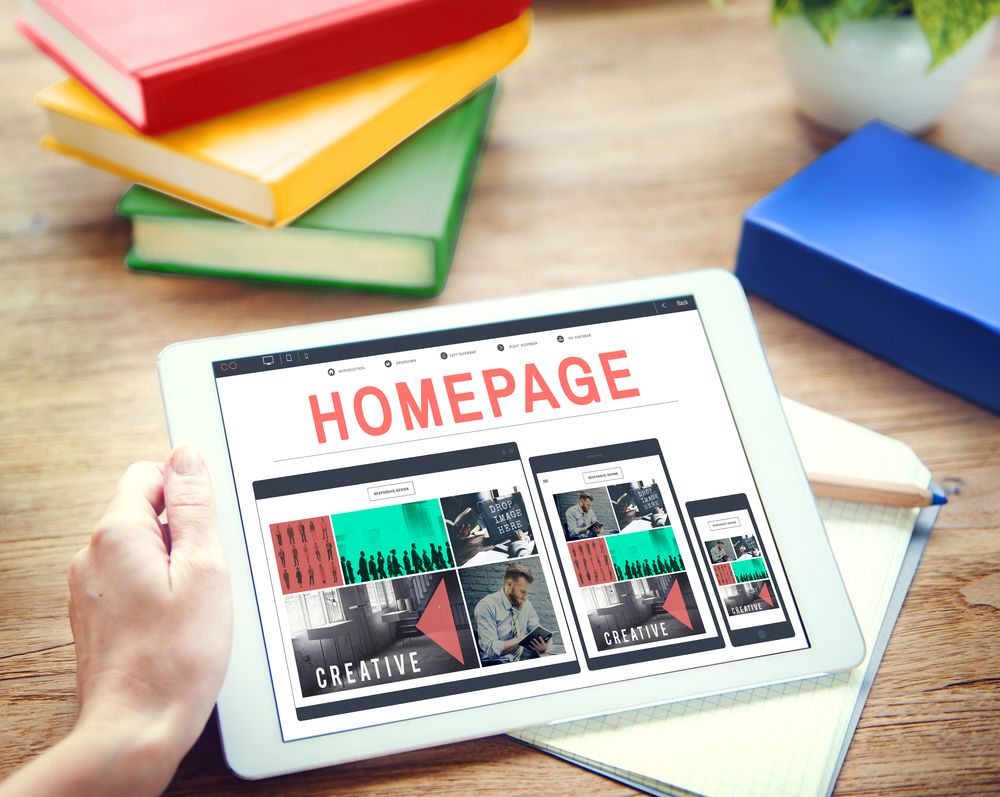 < Back
INTRODUCTION
DROPDOWN
LEFT SIDEBAR
RIGHT SIDEBAR
NO SIDEBAR
HOMEPAGE
RESPONSIVE DESIGN
DROP
IMAGE
HERE
CREATIVE
RESPONSIVE DESIGN
DROP
IMAGE
HERE
CREATIVE
RESPONSIVE DESIGN
CREATIVE